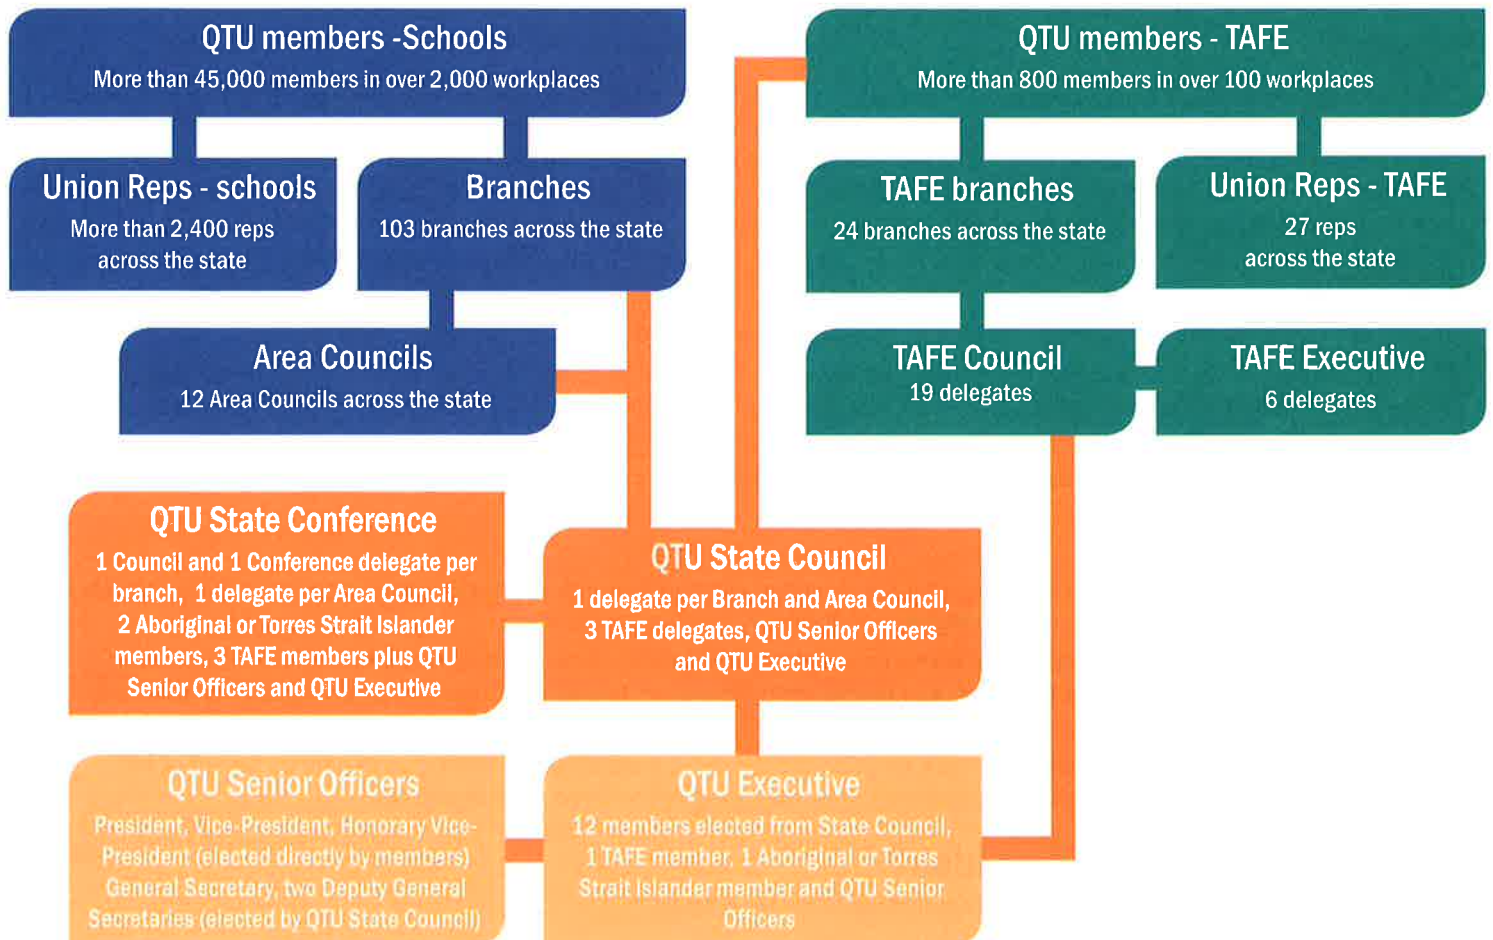 QTU members -Schools
More than 45,000 members in over 2,000 workplaces
QTU members - TAFE
More than 800 members in over 100 workplaces
Union Reps - schools
More than 2,400 reps
across the state
Branches
103 branches across the state
TAFE branches
24 branches across the state
Union Reps - TAFE
27 reps
across the state
Area Councils
12 Area Councils across the state
TAFE Council
19 delegates
TAFE Executive
6 delegates
QTU State Conference
1 Council and 1 Conference delegate per
branch, 1 delegate per Area Council,
2 Aboriginal or Torres Strait Islander
members, 3 TAFE members plus QTU
Senior Officers and QTU Executive
QTU State Council
1 delegate per Branch and Area Council,
3 TAFE delegates, QTU Senior Officers
and QTU Executive
QTU Senior Officers
President, Vice-President, Honorary Vice-
President (elected directly by members)
General Secretary, two Deputy General
Secretaries (elected by QTU State Council)
QTU Executive
12 members elected from State Council,
1 TAFE member, 1 Aboriginal or Torres
Strait Islander member and QTU Senior
Officers